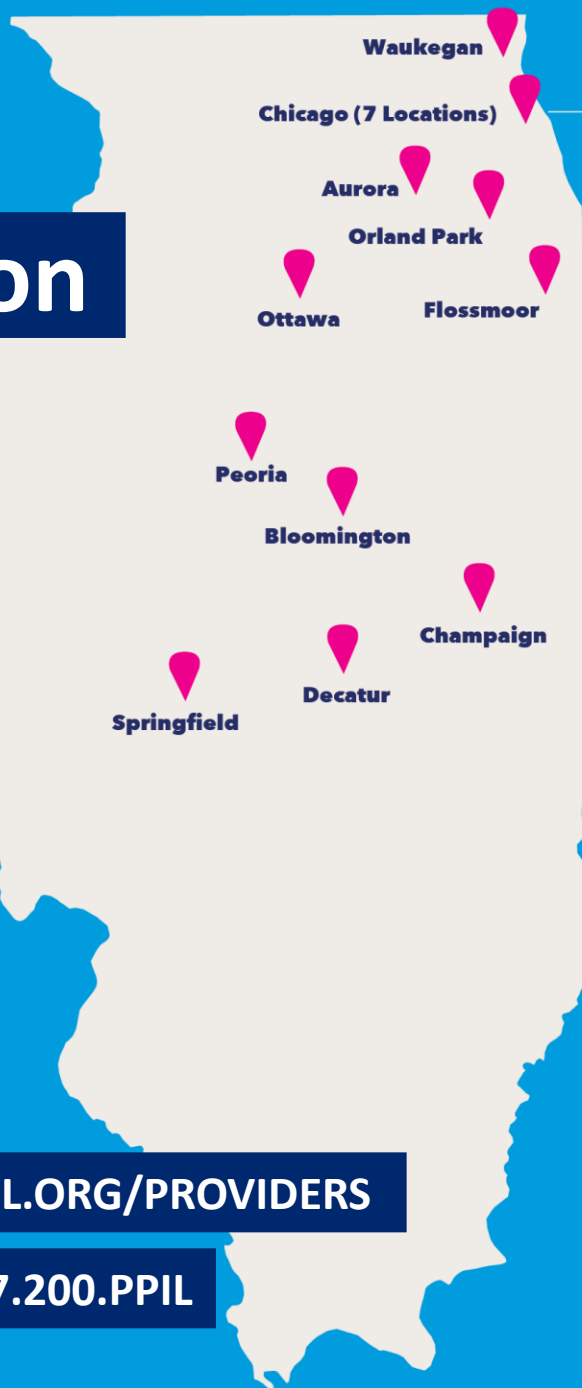 Waukegan
Chicago (7 Locations)
Aurora
Orland Park
on
Flossmoor
Ottawa
Peoria
Bloomington
Champaign
Decatur
Springfield
L.ORG/PROVIDERS
7.200.PPIL